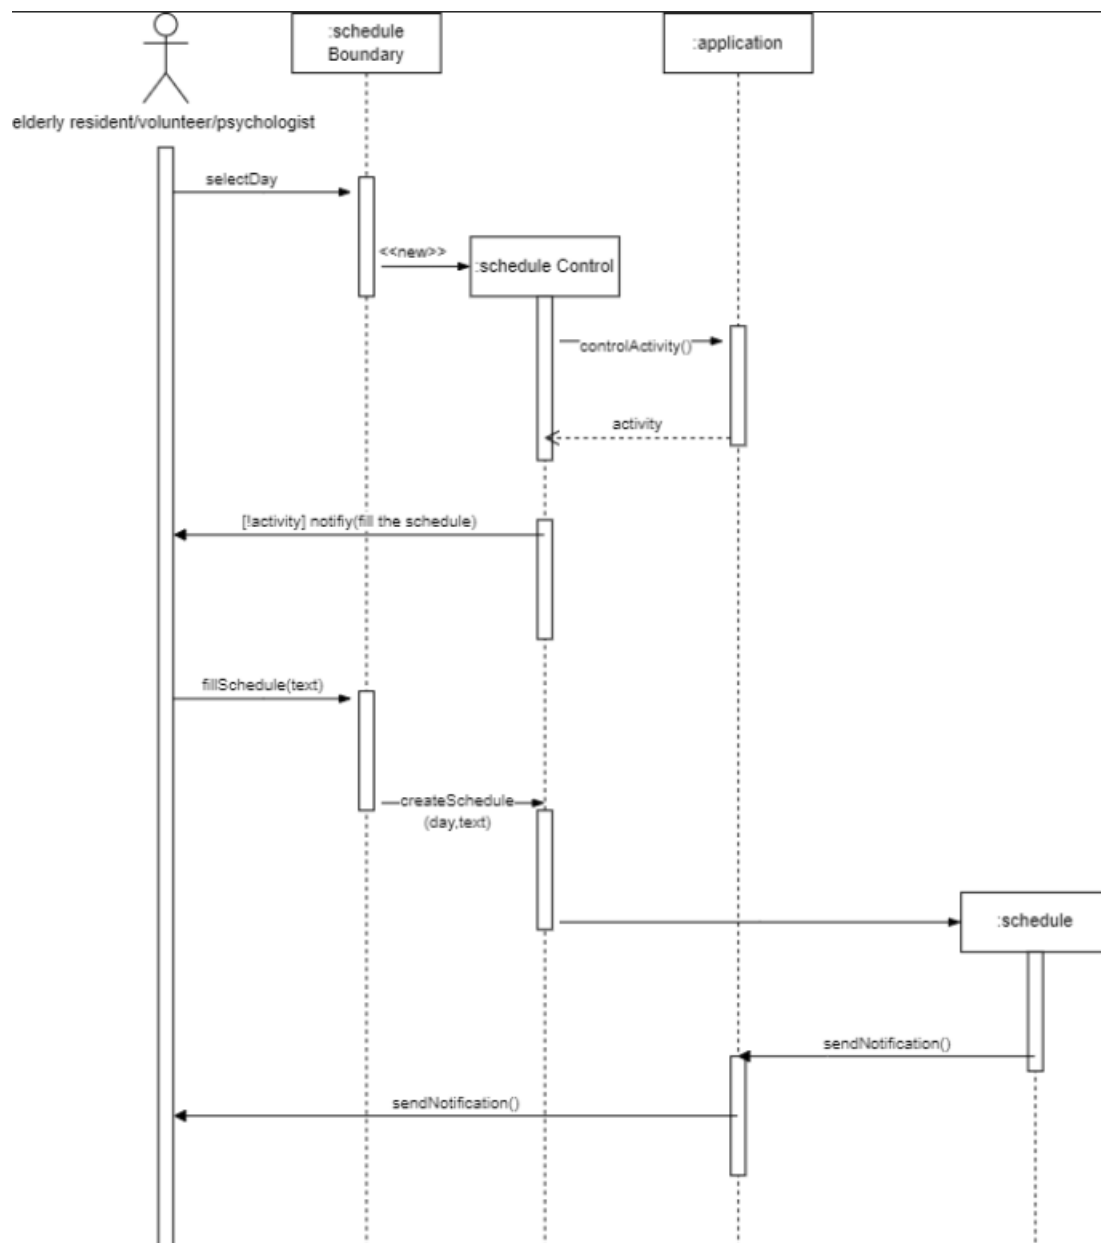 :schedule
Boundary
:application
elderly resident/volunteer/psychologist
selectDay
<<new>>
:schedule Control
controlActivity()
activity
[!activity] notifiy(fill the schedule)
fillSchedule(text)
createSchedule
(day,text)
:schedule
sendNotification()
sendNotification()